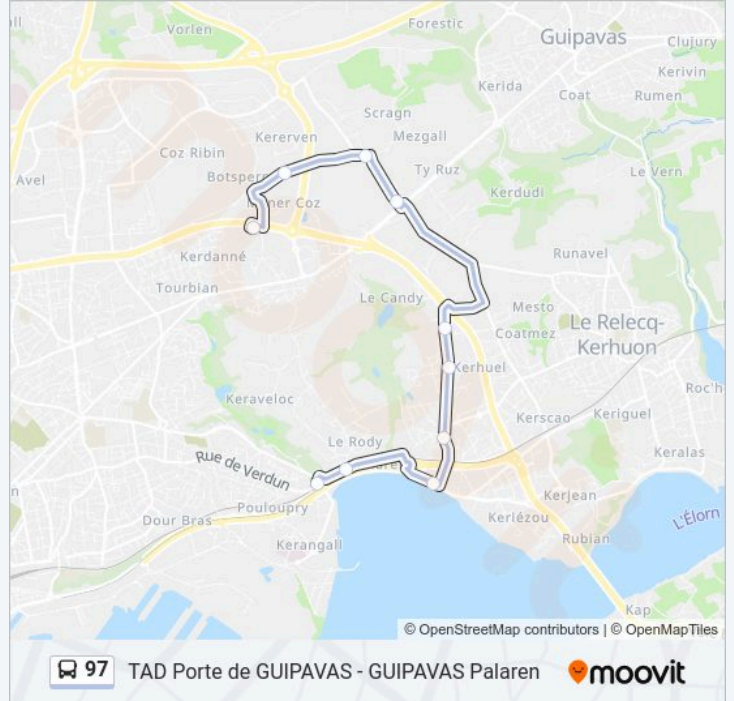 Forestic
Vorlen
Guipavas
Clujury
Kerivin
Kerida
Coat
Rumen
Scragn
Kererven
Mezgall
Coz Ribin
Ty Ruz
Le Vern
Avel
Kerdudi
Coz
Kerdanné
Runavel
Tourbian
Le Candy
Mesto
Coatmez
Le Relecq-
Kerhuon
Kerhuel
Keraveloc
Kerscao
Keriguel
Le Rody
Keralas
Rue de Verdun
Pouloupry
Kerjean
Dour Bras
Kerlézou
L'Élorn
Rubian
Kerangall
Kap
© OpenStreetMap contributors | © OpenMapTiles
97 TAD Porte de GUIPAVAS - GUIPAVAS Palaren moovit